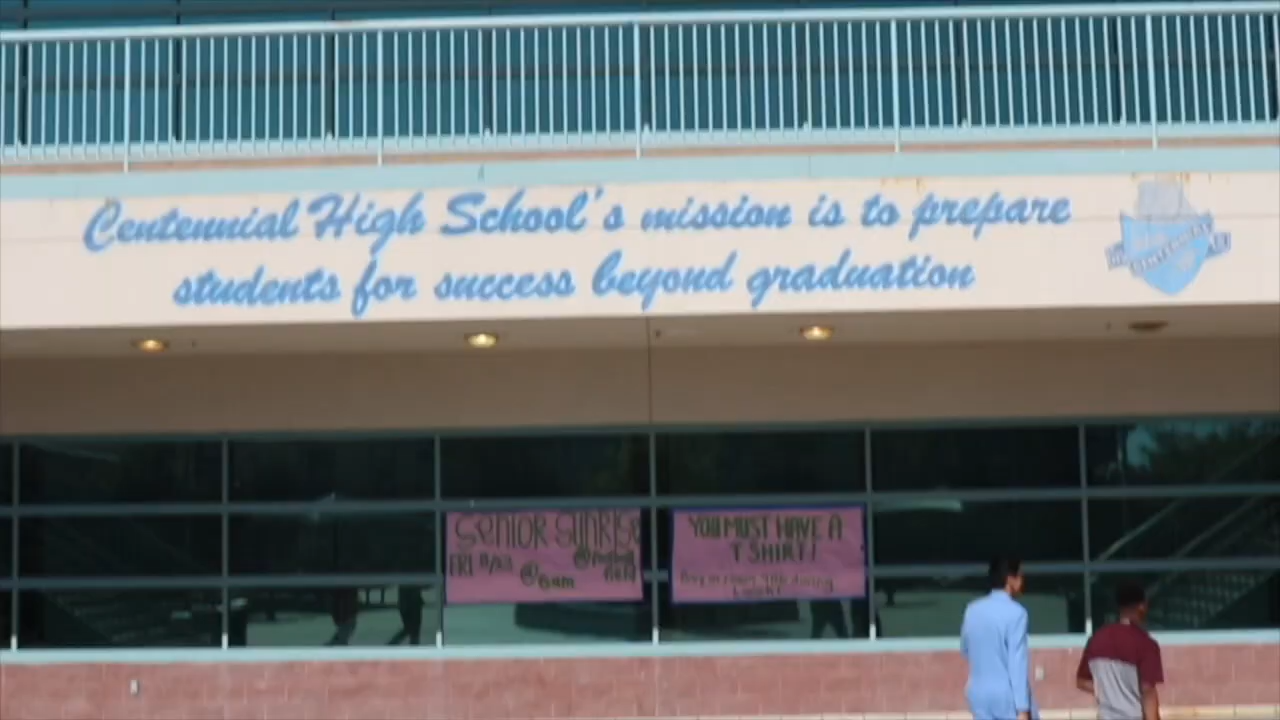 Centennial High School's mission is to prepare
students for success beyond graduation
CENTENNIAL
SENIOR SUNRISE
FRI
@6am
YOU MUST HAVE A
T SHIRT!